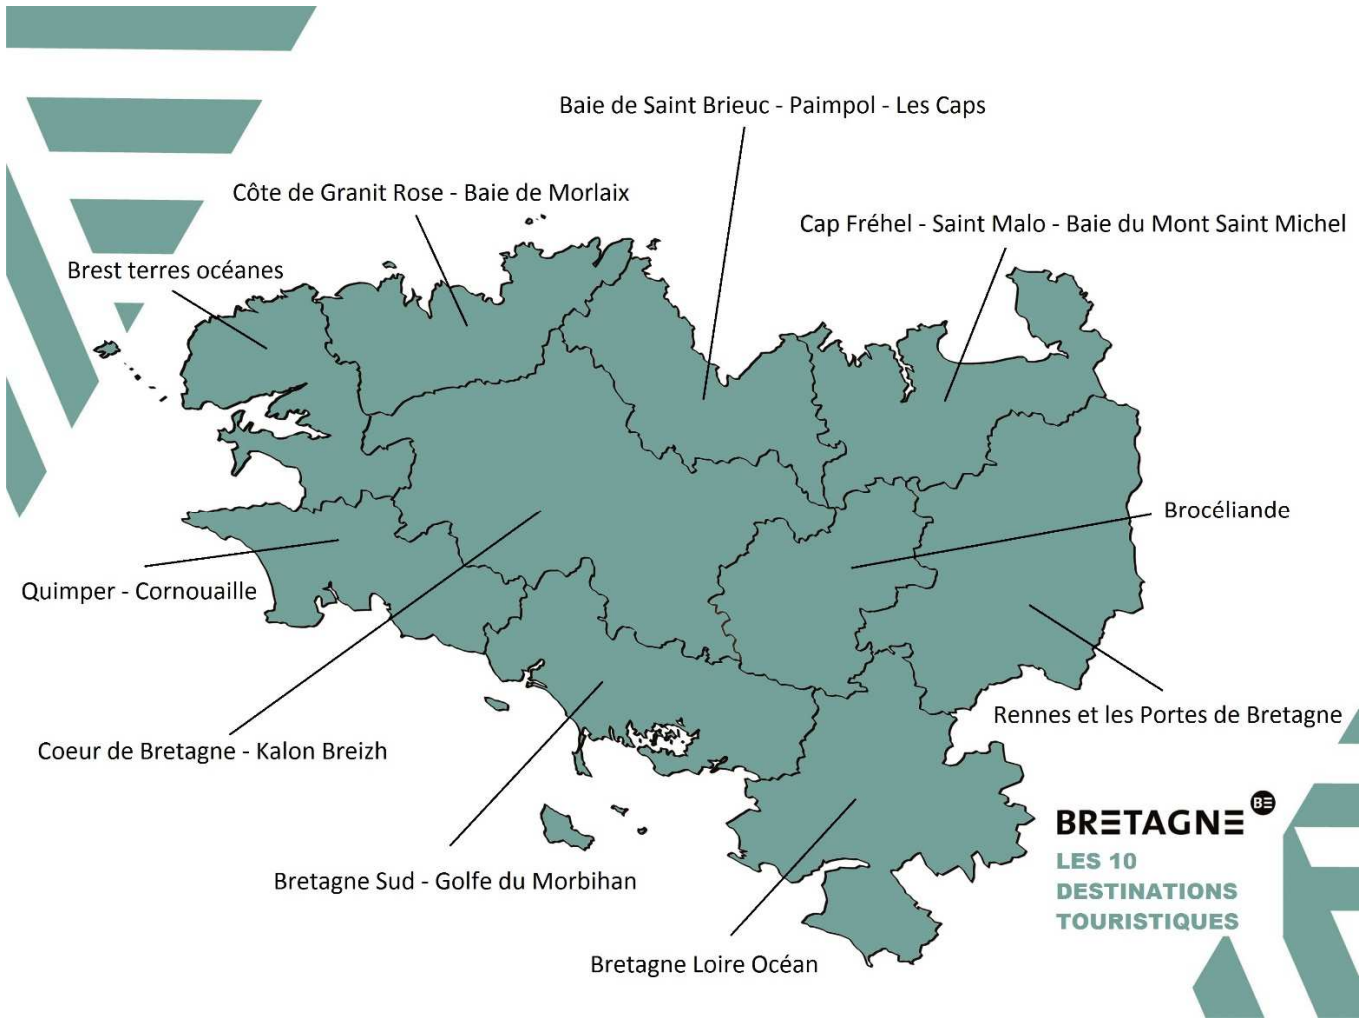 Baie de Saint Brieuc - Paimpol - Les Caps
Côte de Granit Rose - Baie de Morlaix
Cap Fréhel - Saint Malo - Baie du Mont Saint Michel
Brest terres océanes
Brocéliande
Quimper - Cornouaille
Rennes et les Portes de Bretagne
Coeur de Bretagne - Kalon Breizh
BRETAGNE BE
LES 10
DESTINATIONS
TOURISTIQUES
Bretagne Sud - Golfe du Morbihan
Bretagne Loire Océan